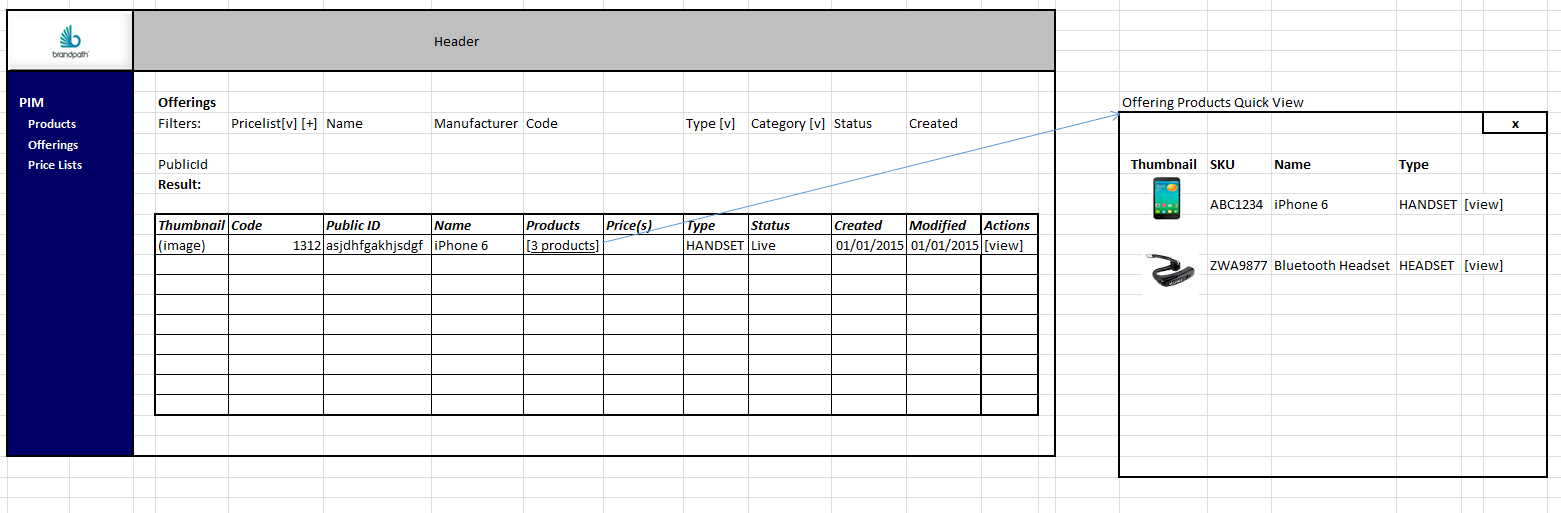 brandpath
Header
PIM
Products
Offerings
Price Lists
Offerings
Filters: Pricelist[v] [+] Name Manufacturer Code Type [v] Category [v] Status Created
PublicId
Result:
Thumbnail Code Public ID Name Products Price(s) Type Status Created Modified Actions
(image) 1312 asjdhfgakhjsdgf iPhone 6 [3 products] HANDSET Live 01/01/2015 01/01/2015 [view]
Offering Products Quick View
x
Thumbnail SKU Name Type
ABC1234 iPhone 6 HANDSET [view]
ZWA9877 Bluetooth Headset HEADSET [view]